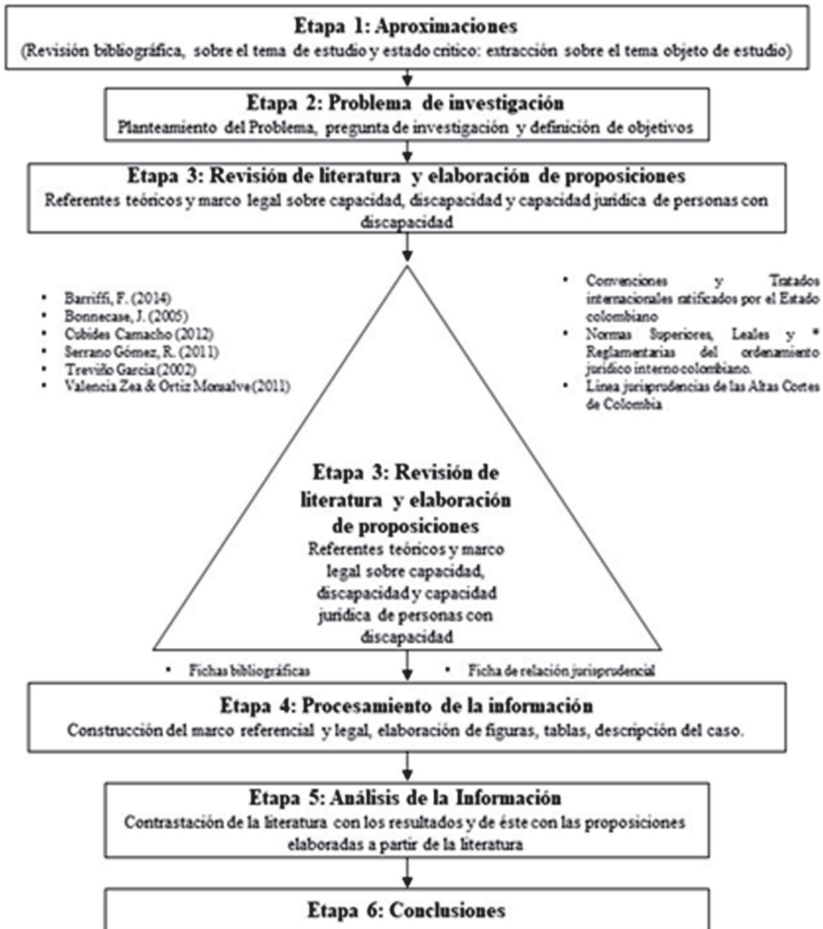 Etapa 1: Aproximaciones
(Revisión bibliográfica, sobre el tema de estudio y estado critico: extracción sobre el tema objeto de estudio)
Etapa 2: Problema de investigación
Planteamiento del Problema, pregunta de investigación y definición de objetivos
Etapa 3: Revisión de literatura y elaboración de proposiciones
Referentes teóricos y marco legal sobre capacidad, discapacidad y capacidad jurídica de personas con
discapacidad
• Barriffi, F. (2014)
• Bonnecase, J. (2005)
• Cubides Camacho (2012)
• Serrano Gómez, R. (2011)
• Treviño García (2002)
• Valencia Zea & Ortiz Monsalve (2011)
• Convenciones y Tratados
internacionales ratificados por el Estado
colombiano
• Normas Superiores, Leales y *
Reglamentarias del ordenamiento
jurídico interno colombiano.
• Línea jurisprudencias de las Altas Cortes
de Colombia
Etapa 3: Revisión de
literatura y elaboración
de proposiciones
Referentes teóricos y marco
legal sobre capacidad,
discapacidad y capacidad
jurídica de personas con
discapacidad
• Fichas bibliográficas
• Ficha de relación jurisprudencial
Etapa 4: Procesamiento de la información
Construcción del marco referencial y legal, elaboración de figuras, tablas, descripción del caso.
Etapa 5: Análisis de la Información
Contrastación de la literatura con los resultados y de éste con las proposiciones
elaboradas a partir de la literatura
Etapa 6: Conclusiones